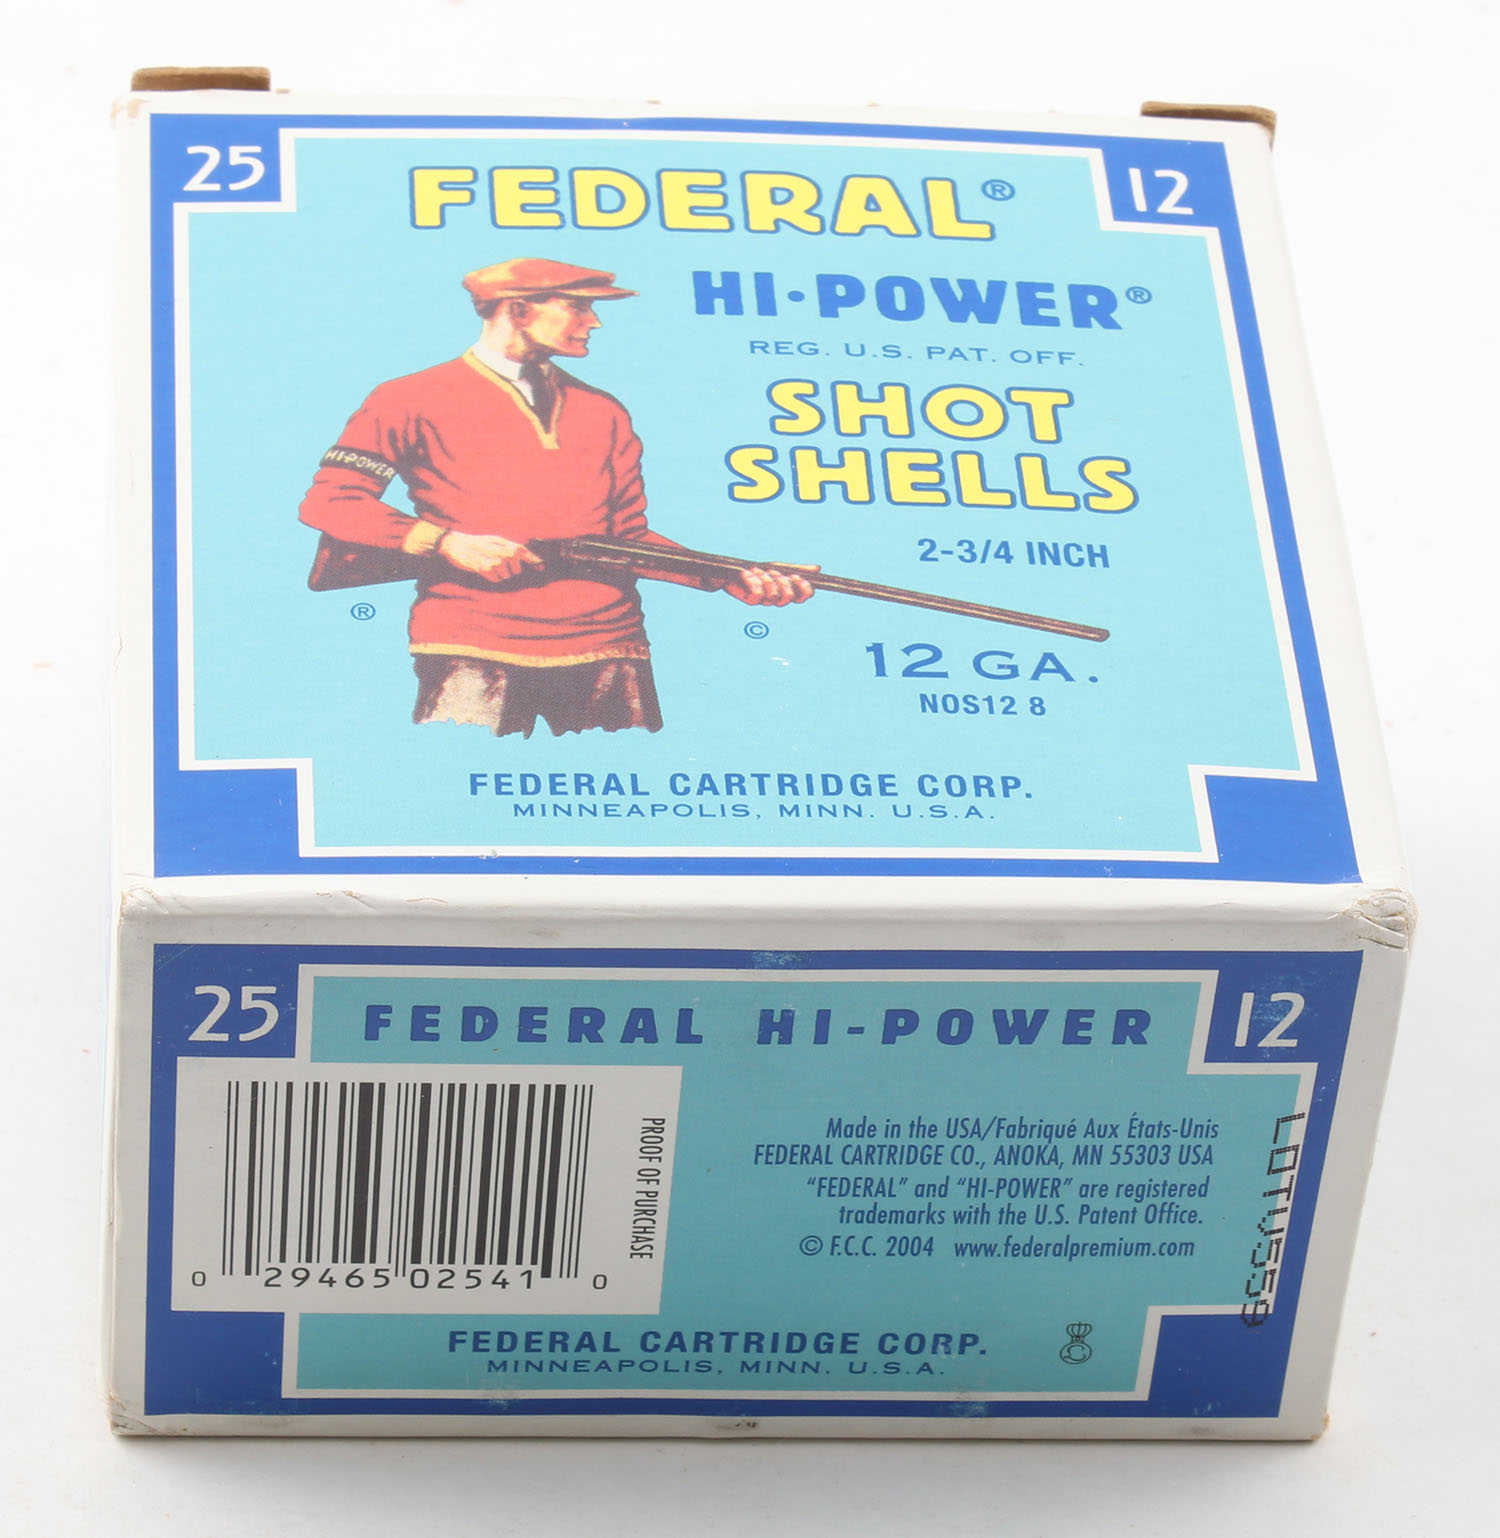 25
12
FEDERAL®
HI-POWER®
REG. U.S. PAT. OFF.
SHOT
SHELLS
2-3/4 INCH
HI-POWER
®
©
12 GA.
NOS12 8
FEDERAL CARTRIDGE CORP.
MINNEAPOLIS, MINN. U.S.A.
25
FEDERAL HI-POWER
12
PROOF OF PURCHASE
0 29465 02541 0
Made in the USA/Fabriqué Aux États-Unis
FEDERAL CARTRIDGE CO., ANOKA, MN 55303 USA
"FEDERAL" and "HI-POWER" are registered
trademarks with the U.S. Patent Office.
© F.C.C. 2004 www.federalpremium.com
FEDERAL CARTRIDGE CORP.
MINNEAPOLIS, MINN. U.S.A.
C